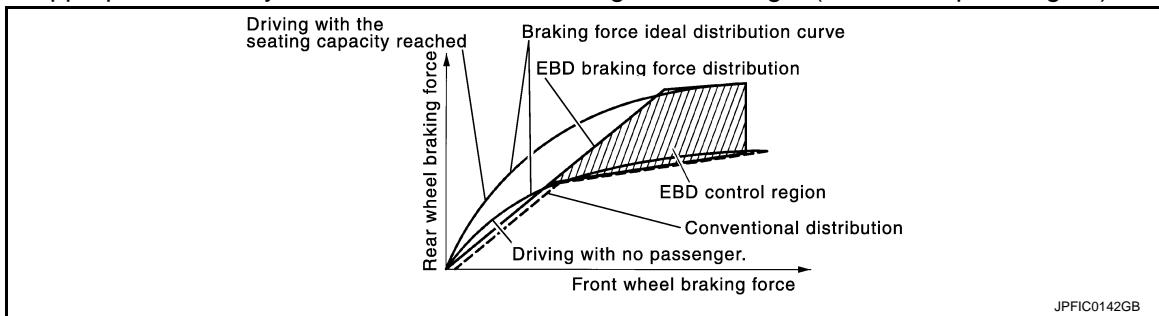 Driving with the
seating capacity reached
Braking force ideal distribution curve
EBD braking force distribution
Rear wheel braking force
EBD control region
Conventional distribution
Driving with no passenger.
Front wheel braking force
JPFIC0142GB